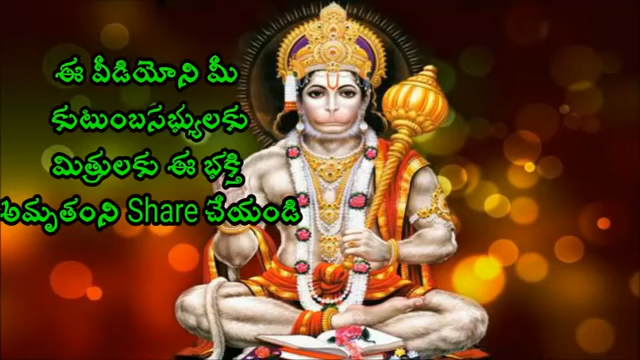 ఈ వీడియోని మీ
కుటుంబసభ్యులకు
మిత్రులకు ఈ భక్తి
అమృతంని Share చేయండి